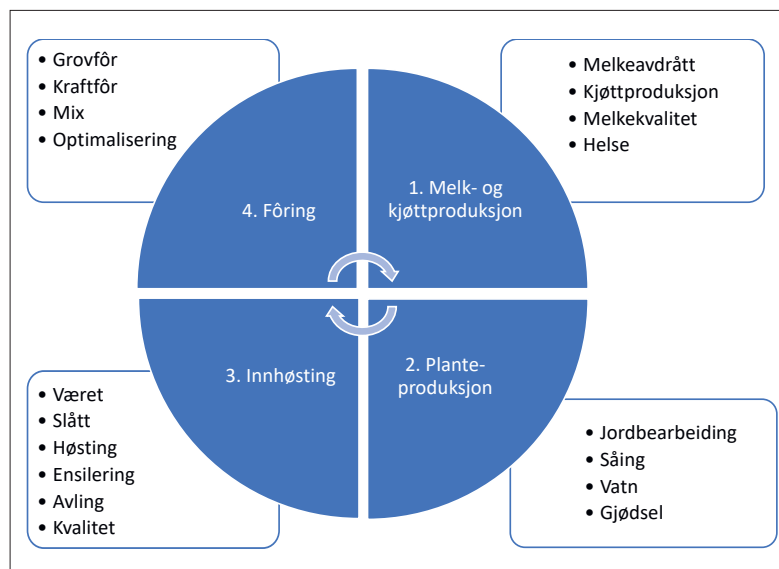 • Grovfôr
• Kraftfôr
• Mix
• Optimalisering
• Melkeavdrått
• Kjøttproduksjon
• Melkekvalitet
• Helse
4. Fôring
1. Melk- og
kjøttproduksjon
3. Innhøsting
2. Plante-
produksjon
• Været
• Slått
• Høsting
• Ensilering
• Avling
• Kvalitet
• Jordbearbeiding
• Såing
• Vatn
• Gjødsel